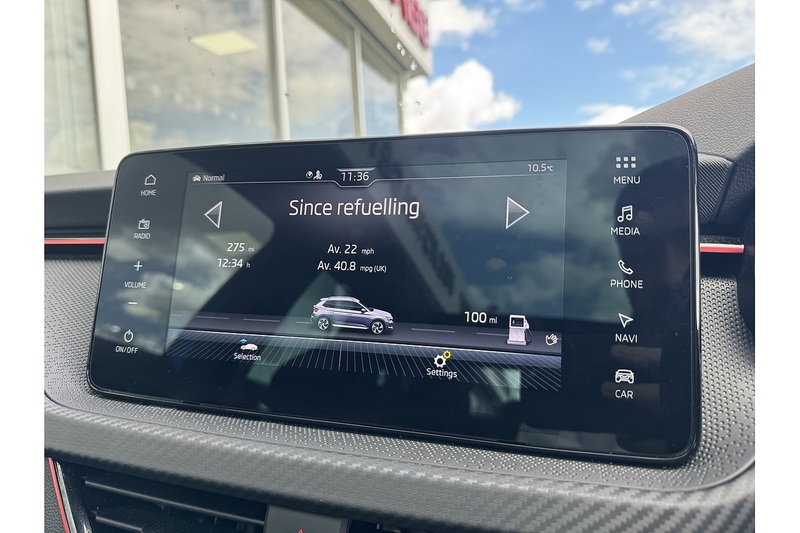 HOME
RADIO
VOLUME
ON/OFF
Normal
11:36
10.5°C
Since refuelling
275 mi
12:34 h
Av. 22 mph
Av. 40.8 mpg (UK)
100 mi
Selection
Settings
MENU
MEDIA
PHONE
NAVI
CAR